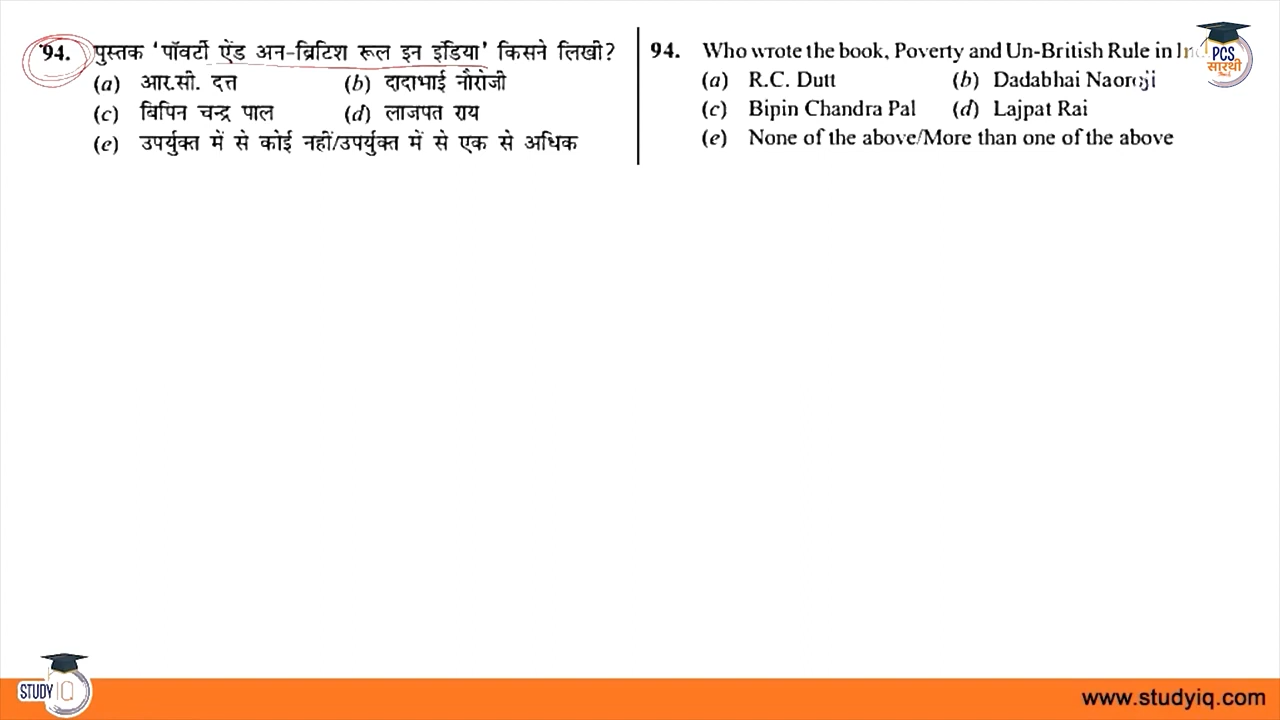 94. पुस्तक 'पॉवर्टी ऐंड अन-ब्रिटिश रूल इन इंडिया' किसने लिखी?
(a) आर.सी. दत्त (b) दादाभाई नौरोजी
(c) बिपिन चन्द्र पाल (d) लाजपत राय
(e) उपर्युक्त में से कोई नहीं/उपर्युक्त में से एक से अधिक
94. Who wrote the book, Poverty and Un-British Rule in
(a) R.C. Dutt (b) Dadabhai Naoroji
(c) Bipin Chandra Pal (d) Lajpat Rai
(e) None of the above/More than one of the above
PCS
सारथी
STUDY IQ
www.studyiq.com